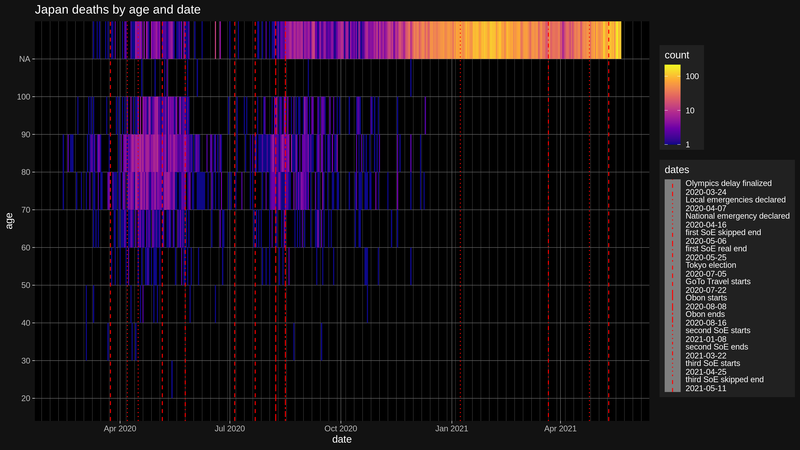 Japan deaths by age and date
NA
100
90
80
70
60
50
40
30
20
age
Apr 2020
Jul 2020
Oct 2020
Jan 2021
Apr 2021
date
count
100
10
1
dates
Olympics delay finalized
2020-03-24
Local emergencies declared
2020-04-07
National emergency declared
2020-04-16
first SoE skipped end
2020-05-06
first SoE real end
2020-05-25
Tokyo election
2020-07-05
GoTo Travel starts
2020-07-22
Obon starts
2020-08-08
Obon ends
2020-08-16
second SoE starts
2021-01-08
second SoE ends
2021-03-22
third SoE starts
2021-04-25
third SoE skipped end
2021-05-11